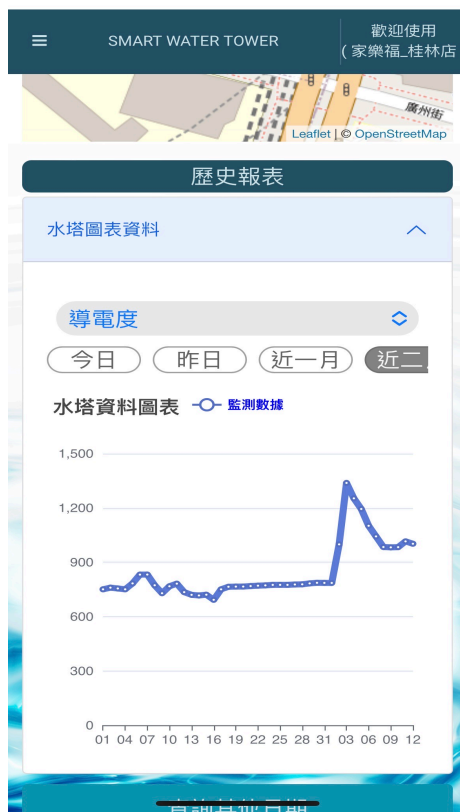 SMART WATER TOWER
歡迎使用
(家樂福_桂林店
廣州街
Leaflet | © OpenStreetMap
歷史報表
水塔圖表資料
導電度
今日 昨日 近一月 近二
水塔資料圖表 監測數據
1,500
1,200
900
600
300
0
01 04 07 10 13 16 19 22 25 28 31 03 06 09 12